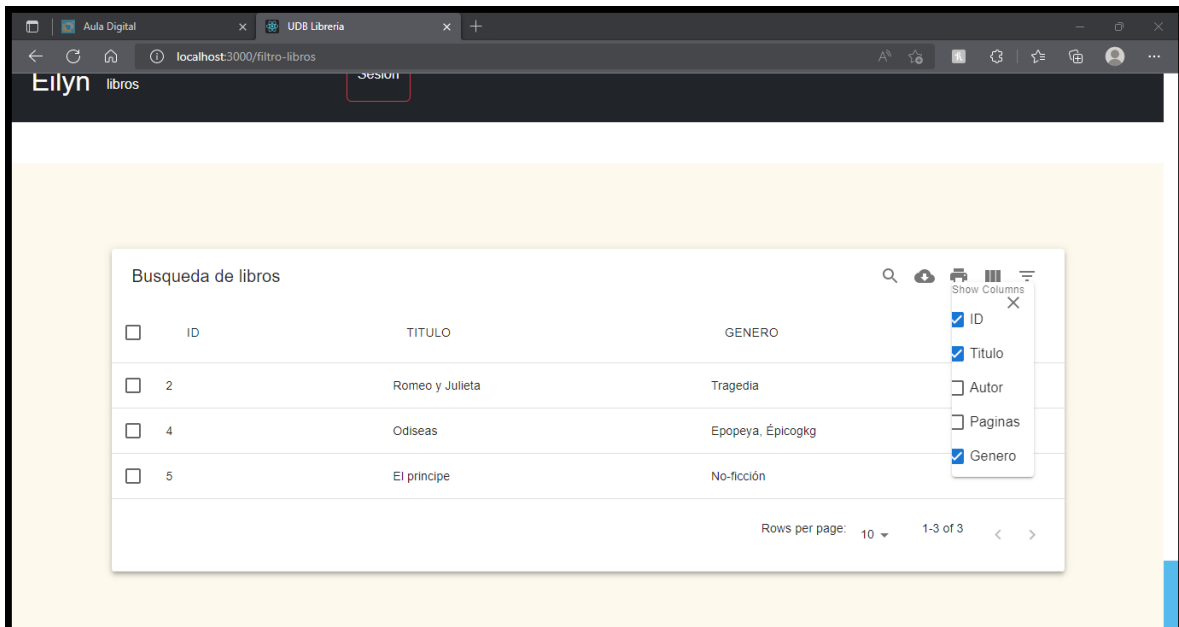 Aula Digital
UDB Libreria
localhost:3000/filtro-libros
Eilyn libros Sesion
Busqueda de libros
Show Columns
ID
Titulo
Autor
Paginas
Genero
ID TITULO GENERO
2 Romeo y Julieta Tragedia
4 Odiseas Epopeya, Épicogkg
5 El principe No-ficción
Rows per page: 10 1-3 of 3